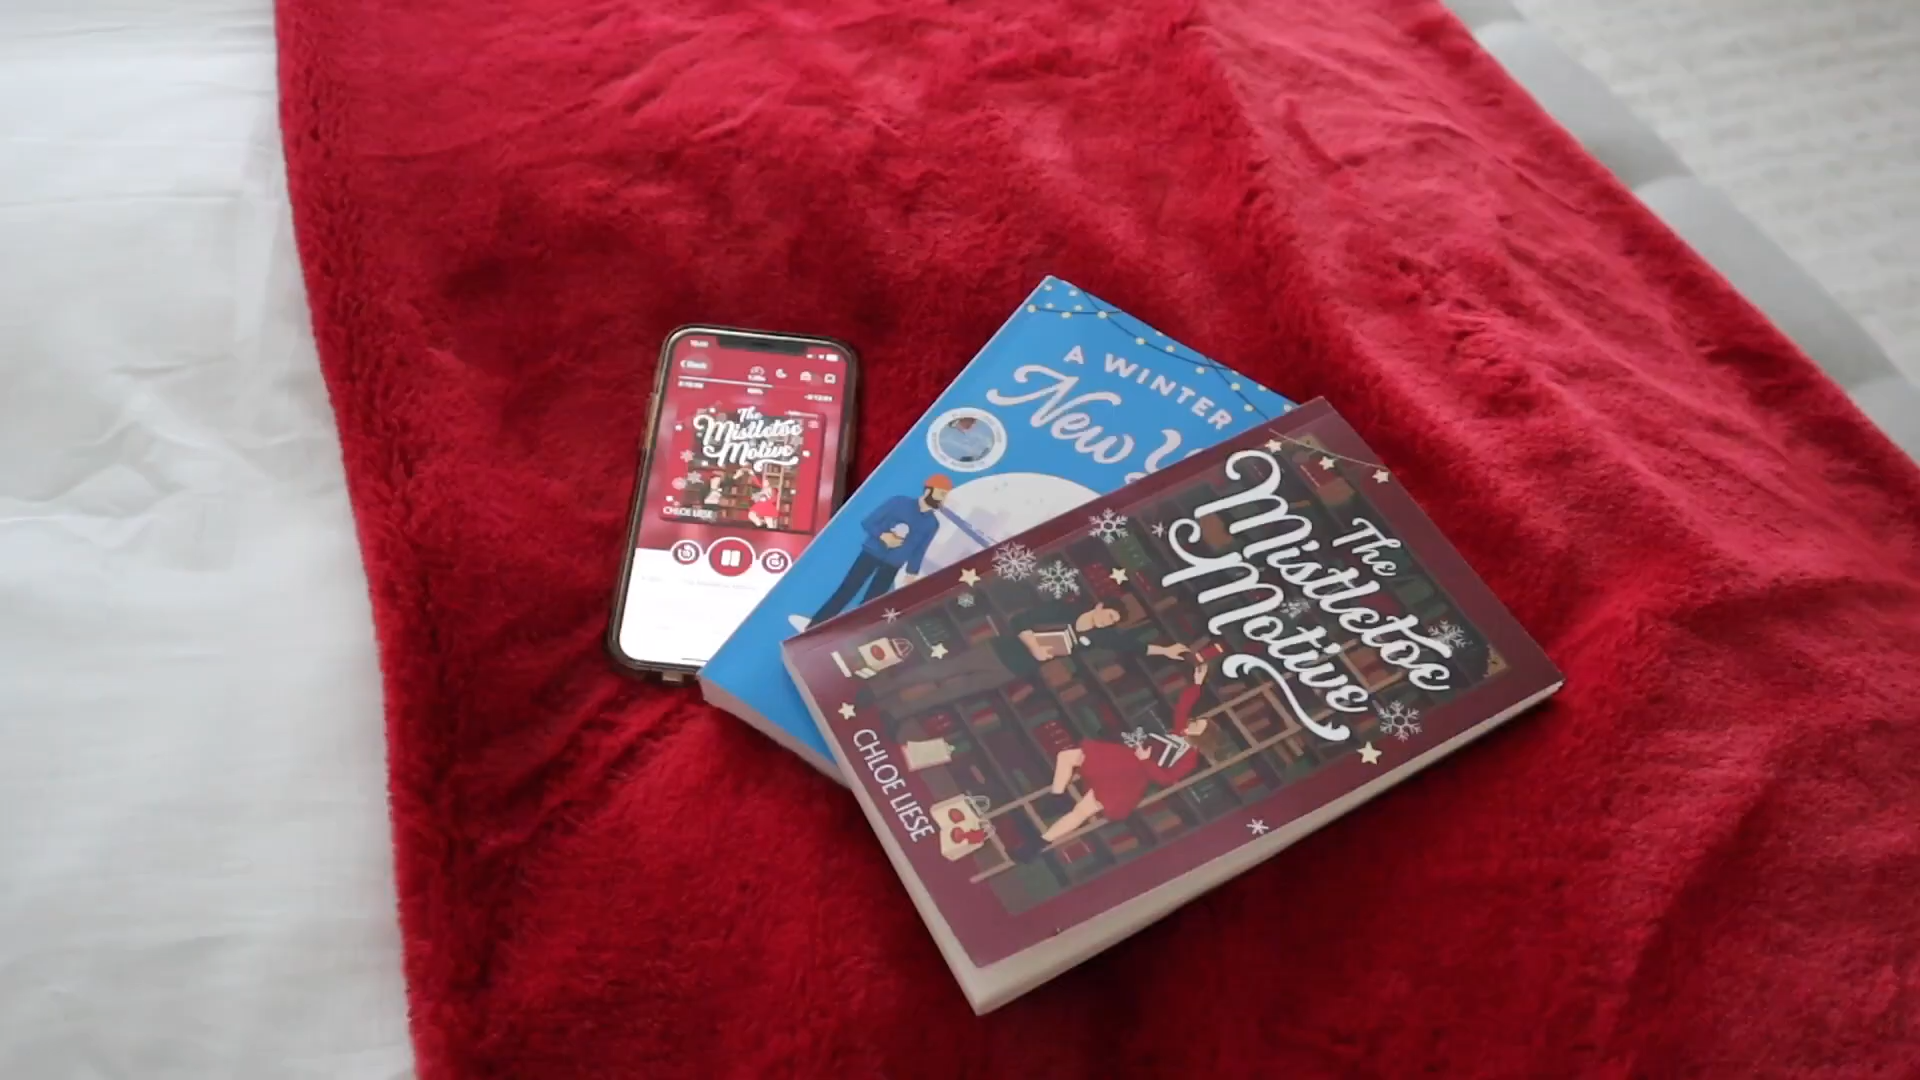 The
Mistletoe
Motive
CHLOE LIESE
A WINTER
New
The
Mistletoe
Motive
CHLOE LIESE